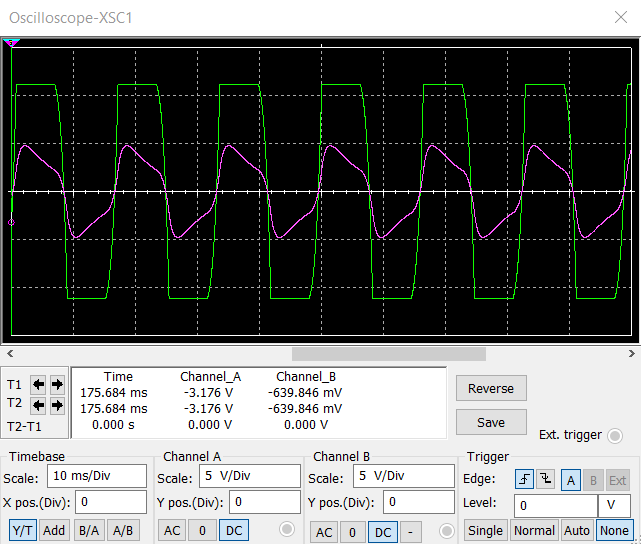 Oscilloscope-XSC1
T1
T2
T2-T1
Time Channel_A Channel_B
175.684 ms -3.176 V -639.846 mV
175.684 ms -3.176 V -639.846 mV
0.000 s 0.000 V 0.000 V
Reverse
Save
Ext. trigger
Timebase
Scale: 10 ms/Div
X pos.(Div): 0
Y/T Add B/A A/B
Channel A
Scale: 5 V/Div
Y pos.(Div): 0
AC 0 DC
Channel B
Scale: 5 V/Div
Y pos.(Div): 0
AC 0 DC -
Trigger
Edge: A B Ext
Level: 0 V
Single Normal Auto None